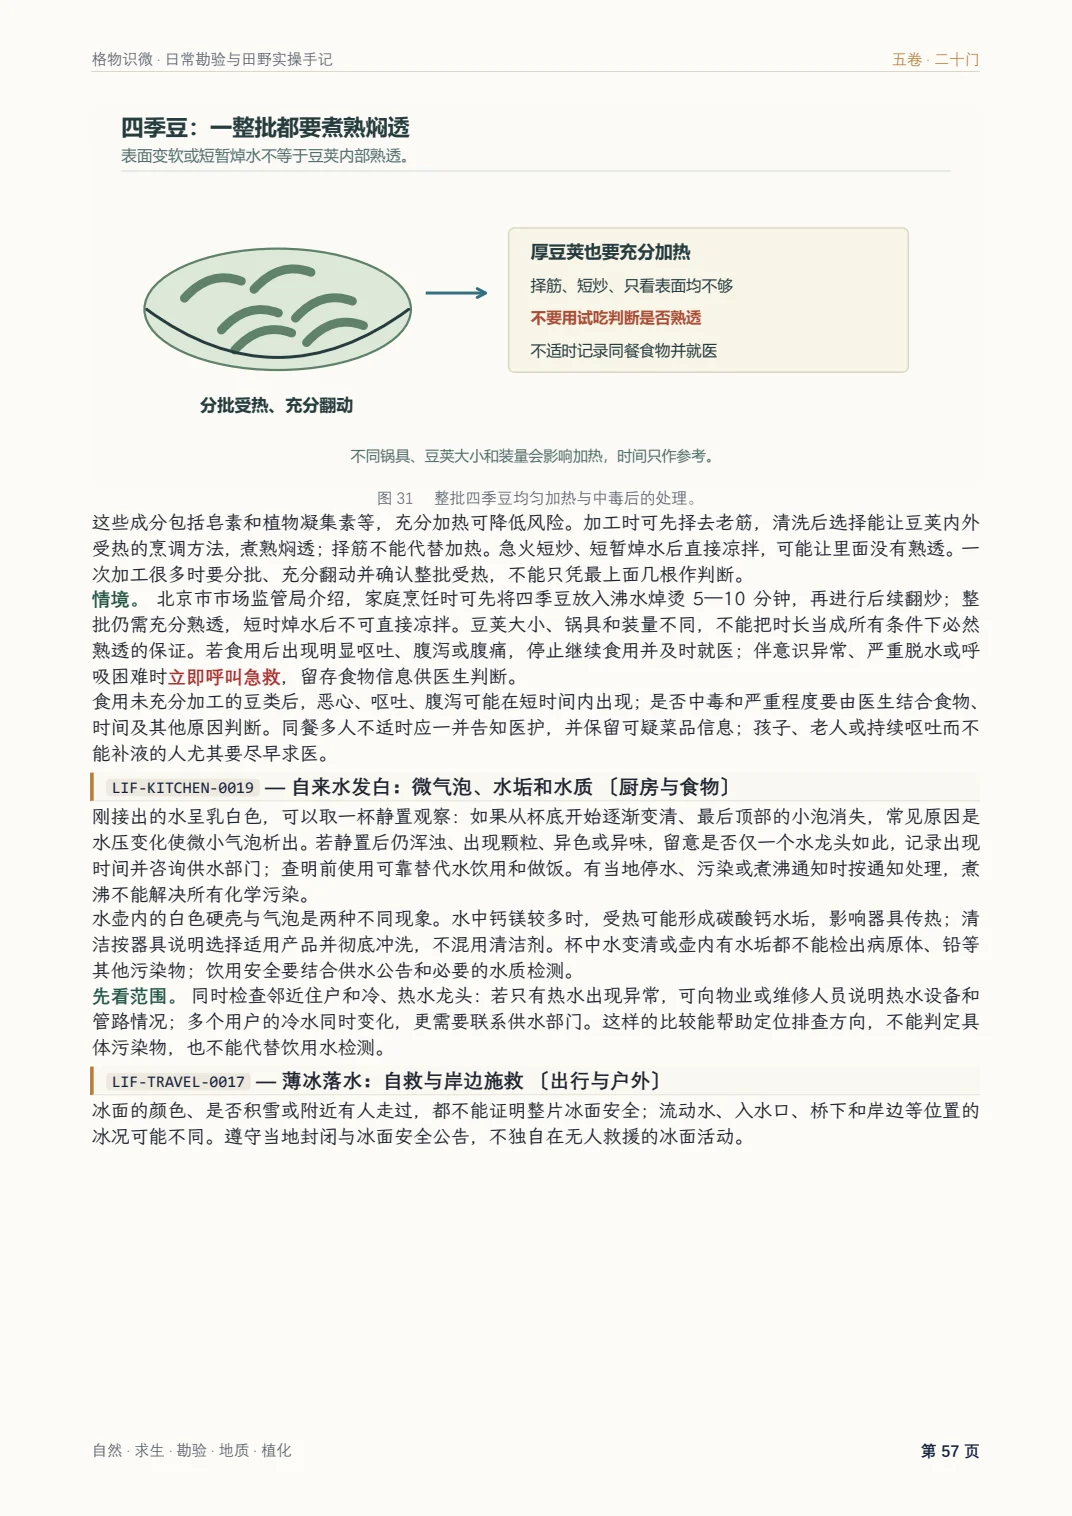 格物识微 · 日常勘验与田野实操手记
五卷 · 二十门
四季豆：一整批都要煮熟焖透
表面变软或短暂焯水不等于豆荚内部熟透。
厚豆荚也要充分加热
择筋、短炒、只看表面均不够
不要用试吃判断是否熟透
不适时记录同餐食物并就医
分批受热、充分翻动
不同锅具、豆荚大小和装量会影响加热，时间只作参考。
图 31 整批四季豆均匀加热与中毒后的处理。
这些成分包括皂素和植物凝集素等，充分加热可降低风险。加工时可先择去老筋，清洗后选择能让豆荚内外
受热的烹调方法，煮熟焖透；择筋不能代替加热。急火短炒、短暂焯水后直接凉拌，可能让里面没有熟透。一
次加工很多时要分批、充分翻动并确认整批受热，不能只凭最上面几根作判断。
情境。 北京市市场监管局介绍，家庭烹饪时可先将四季豆放入沸水焯烫 5—10 分钟，再进行后续翻炒；整
批仍需充分熟透，短时焯水后不可直接凉拌。豆荚大小、锅具和装量不同，不能把时长当成所有条件下必然
熟透的保证。若食用后出现明显呕吐、腹泻或腹痛，停止继续食用并及时就医；伴意识异常、严重脱水或呼
吸困难时立即呼叫急救，留存食物信息供医生判断。
食用未充分加工的豆类后，恶心、呕吐、腹泻可能在短时间内出现；是否中毒和严重程度要由医生结合食物、
时间及其他原因判断。同餐多人不适时应一并告知医护，并保留可疑菜品信息；孩子、老人或持续呕吐而不
能补液的人尤其要尽早求医。
LIF-KITCHEN-0019 — 自来水发白：微气泡、水垢和水质 〔厨房与食物〕
刚接出的水呈乳白色，可以取一杯静置观察：如果从杯底开始逐渐变清、最后顶部的小泡消失，常见原因是
水压变化使微小气泡析出。若静置后仍浑浊、出现颗粒、异色或异味，留意是否仅一个水龙头如此，记录出现
时间并咨询供水部门；查明前使用可靠替代水饮用和做饭。有当地停水、污染或煮沸通知时按通知处理，煮
沸不能解决所有化学污染。
水壶内的白色硬壳与气泡是两种不同现象。水中钙镁较多时，受热可能形成碳酸钙水垢，影响器具传热；清
洁按器具说明选择适用产品并彻底冲洗，不混用清洁剂。杯中水变清或壶内有水垢都不能检出病原体、铅等
其他污染物；饮用安全要结合供水公告和必要的水质检测。
先看范围。 同时检查邻近住户和冷、热水龙头：若只有热水出现异常，可向物业或维修人员说明热水设备和
管路情况；多个用户的冷水同时变化，更需要联系供水部门。这样的比较能帮助定位排查方向，不能判定具
体污染物，也不能代替饮用水检测。
LIF-TRAVEL-0017 — 薄冰落水：自救与岸边施救 〔出行与户外〕
冰面的颜色、是否积雪或附近有人走过，都不能证明整片冰面安全；流动水、入水口、桥下和岸边等位置的
冰况可能不同。遵守当地封闭与冰面安全公告，不独自在无人救援的冰面活动。
自然 · 求生 · 勘验 · 地质 · 植化
第 57 页